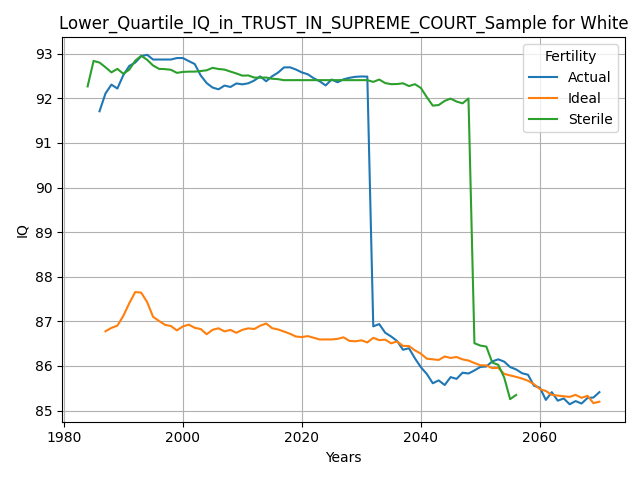 Lower_Quartile_IQ_in_TRUST_IN_SUPREME_COURT_Sample for White
Fertility
Actual
Ideal
Sterile
IQ
93
92
91
90
89
88
87
86
85
1980
2000
2020
2040
2060
Years